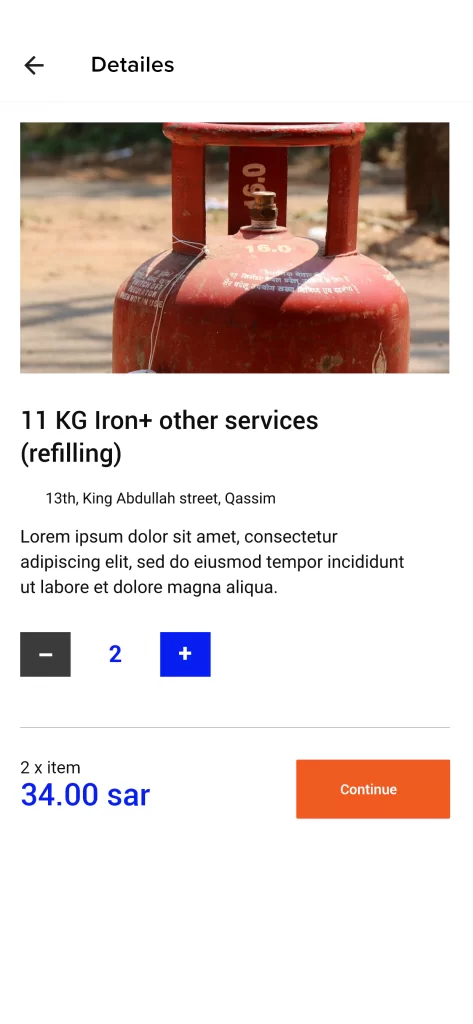 Detailes
16.0
11 KG Iron+ other services
(refilling)
13th, King Abdullah street, Qassim
Lorem ipsum dolor sit amet, consectetur
adipiscing elit, sed do eiusmod tempor incididunt
ut labore et dolore magna aliqua.
− 2 +
2 x item
34.00 sar
Continue